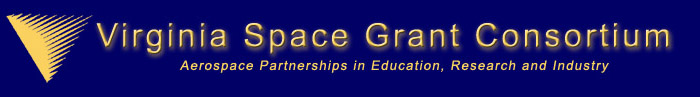 Virginia Space Grant Consortium
Aerospace Partnerships in Education, Research and Industry